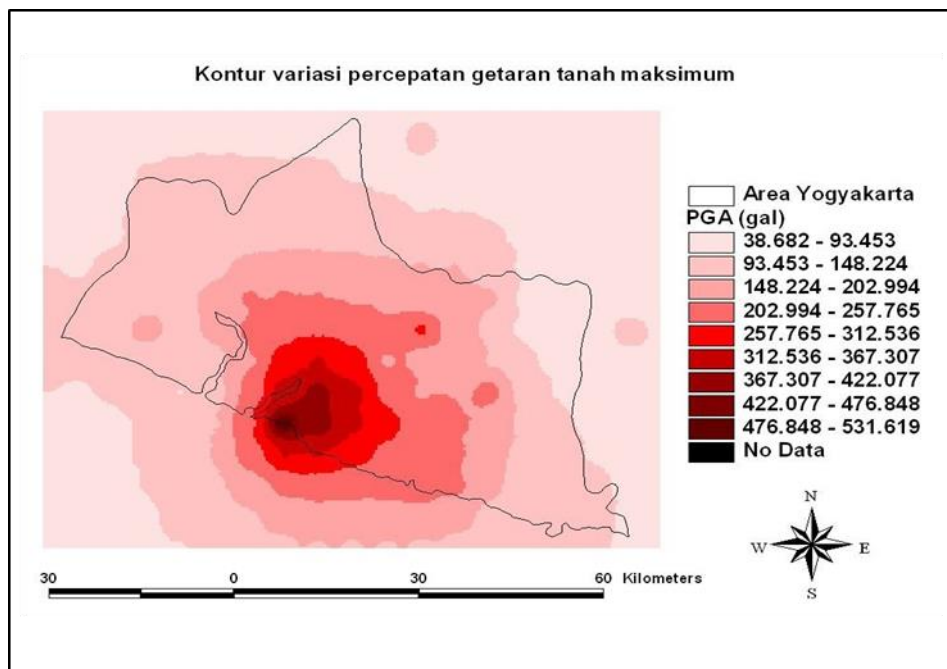 Kontur variasi percepatan getaran tanah maksimum
Area Yogyakarta
PGA (gal)
38.682 - 93.453
93.453 - 148.224
148.224 - 202.994
202.994 - 257.765
257.765 - 312.536
312.536 - 367.307
367.307 - 422.077
422.077 - 476.848
476.848 - 531.619
No Data
N
W E
S
30 0 30 60 Kilometers